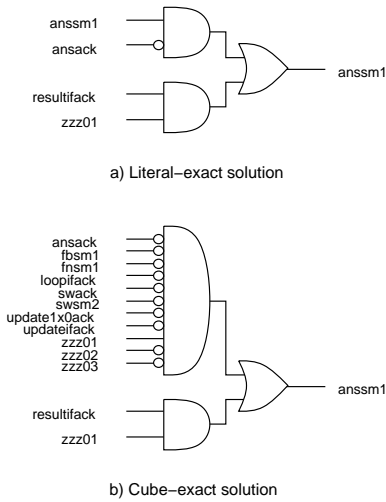 anssm1
ansack
anssm1
resultifack
zzz01
a) Literal−exact solution
ansack
fbsm1
fnsm1
loopifack
swack
swsm2
update1x0ack
updateifack
zzz01
zzz02
zzz03
anssm1
resultifack
zzz01
b) Cube−exact solution